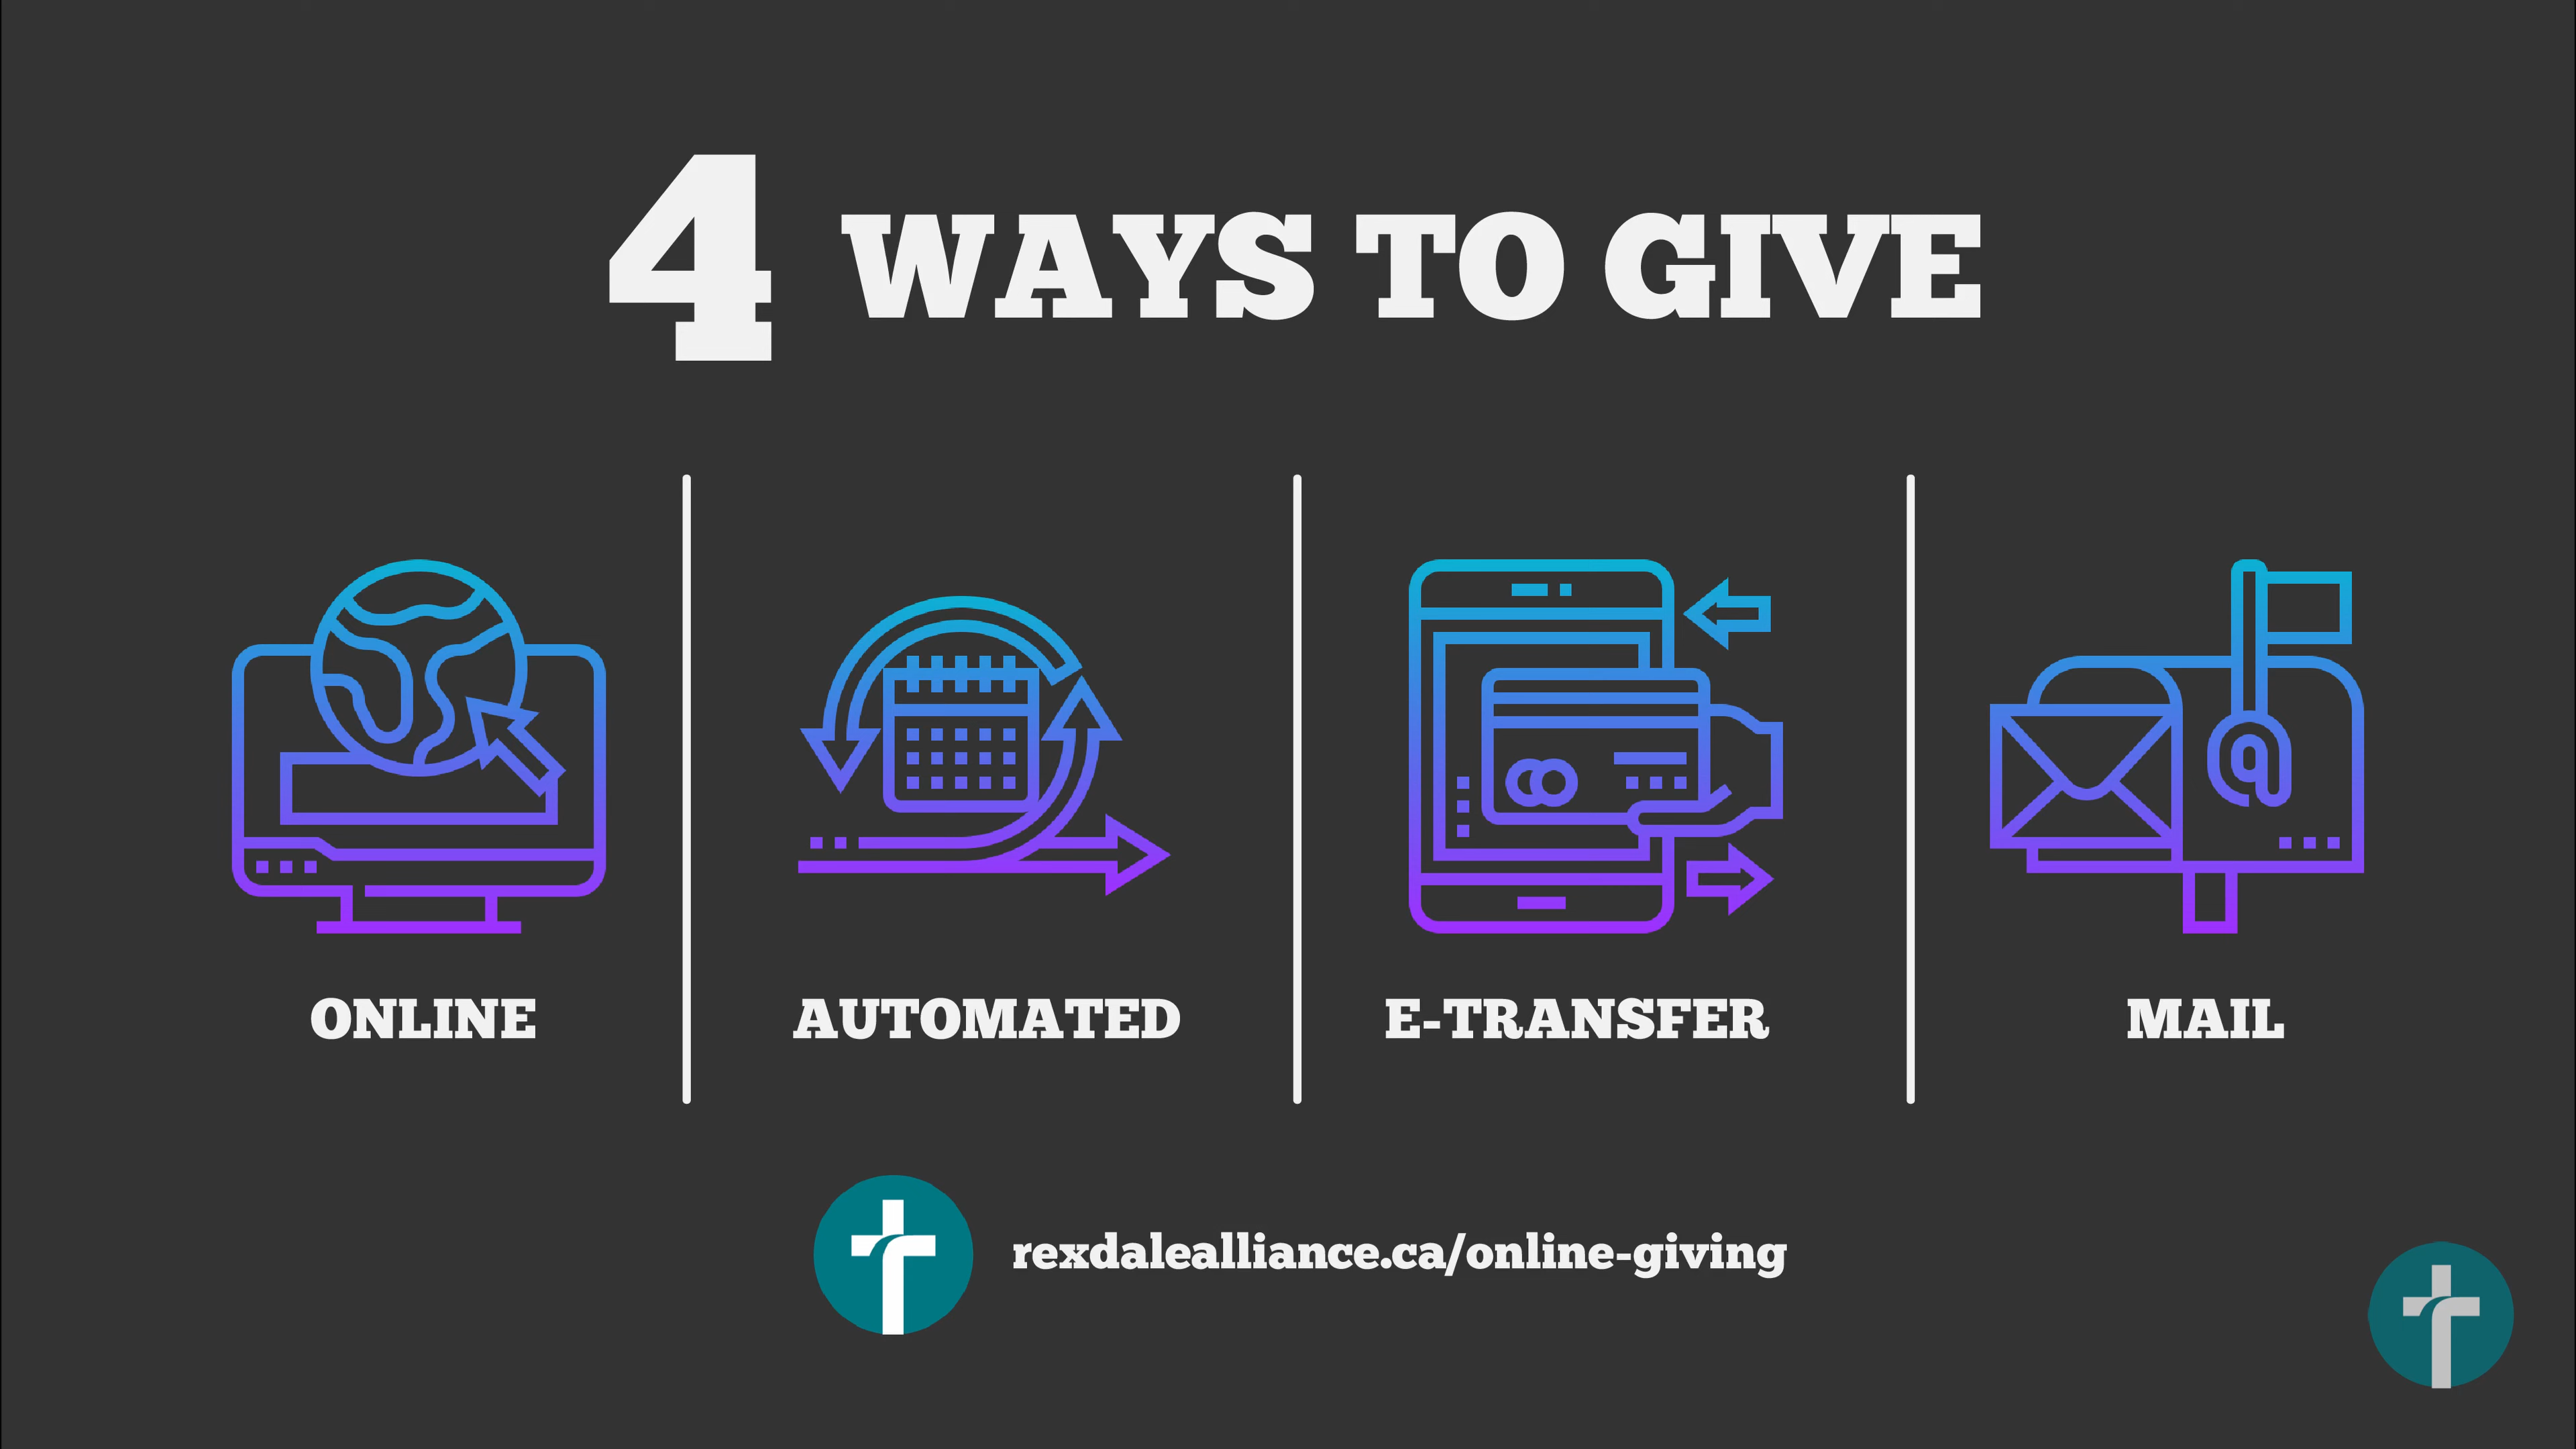 4 WAYS TO GIVE
ONLINE
AUTOMATED
E-TRANSFER
MAIL
rexdalealliance.ca/online-giving